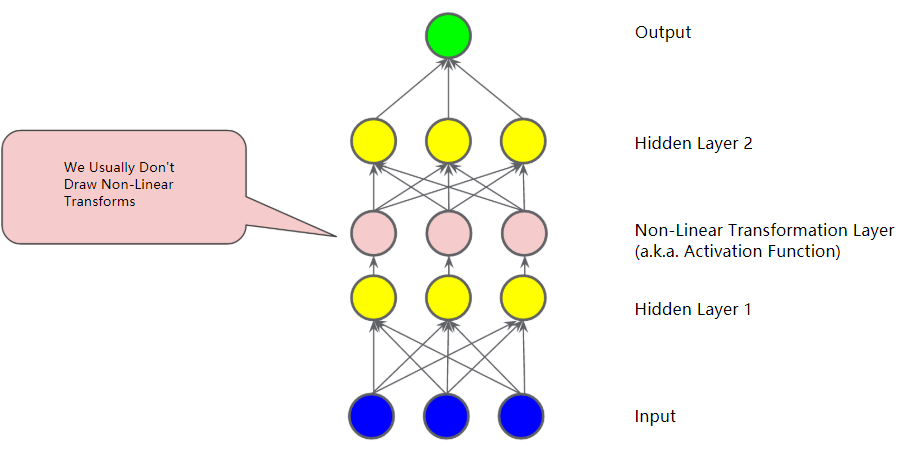 Output
Hidden Layer 2
We Usually Don't
Draw Non-Linear
Transforms
Non-Linear Transformation Layer
(a.k.a. Activation Function)
Hidden Layer 1
Input